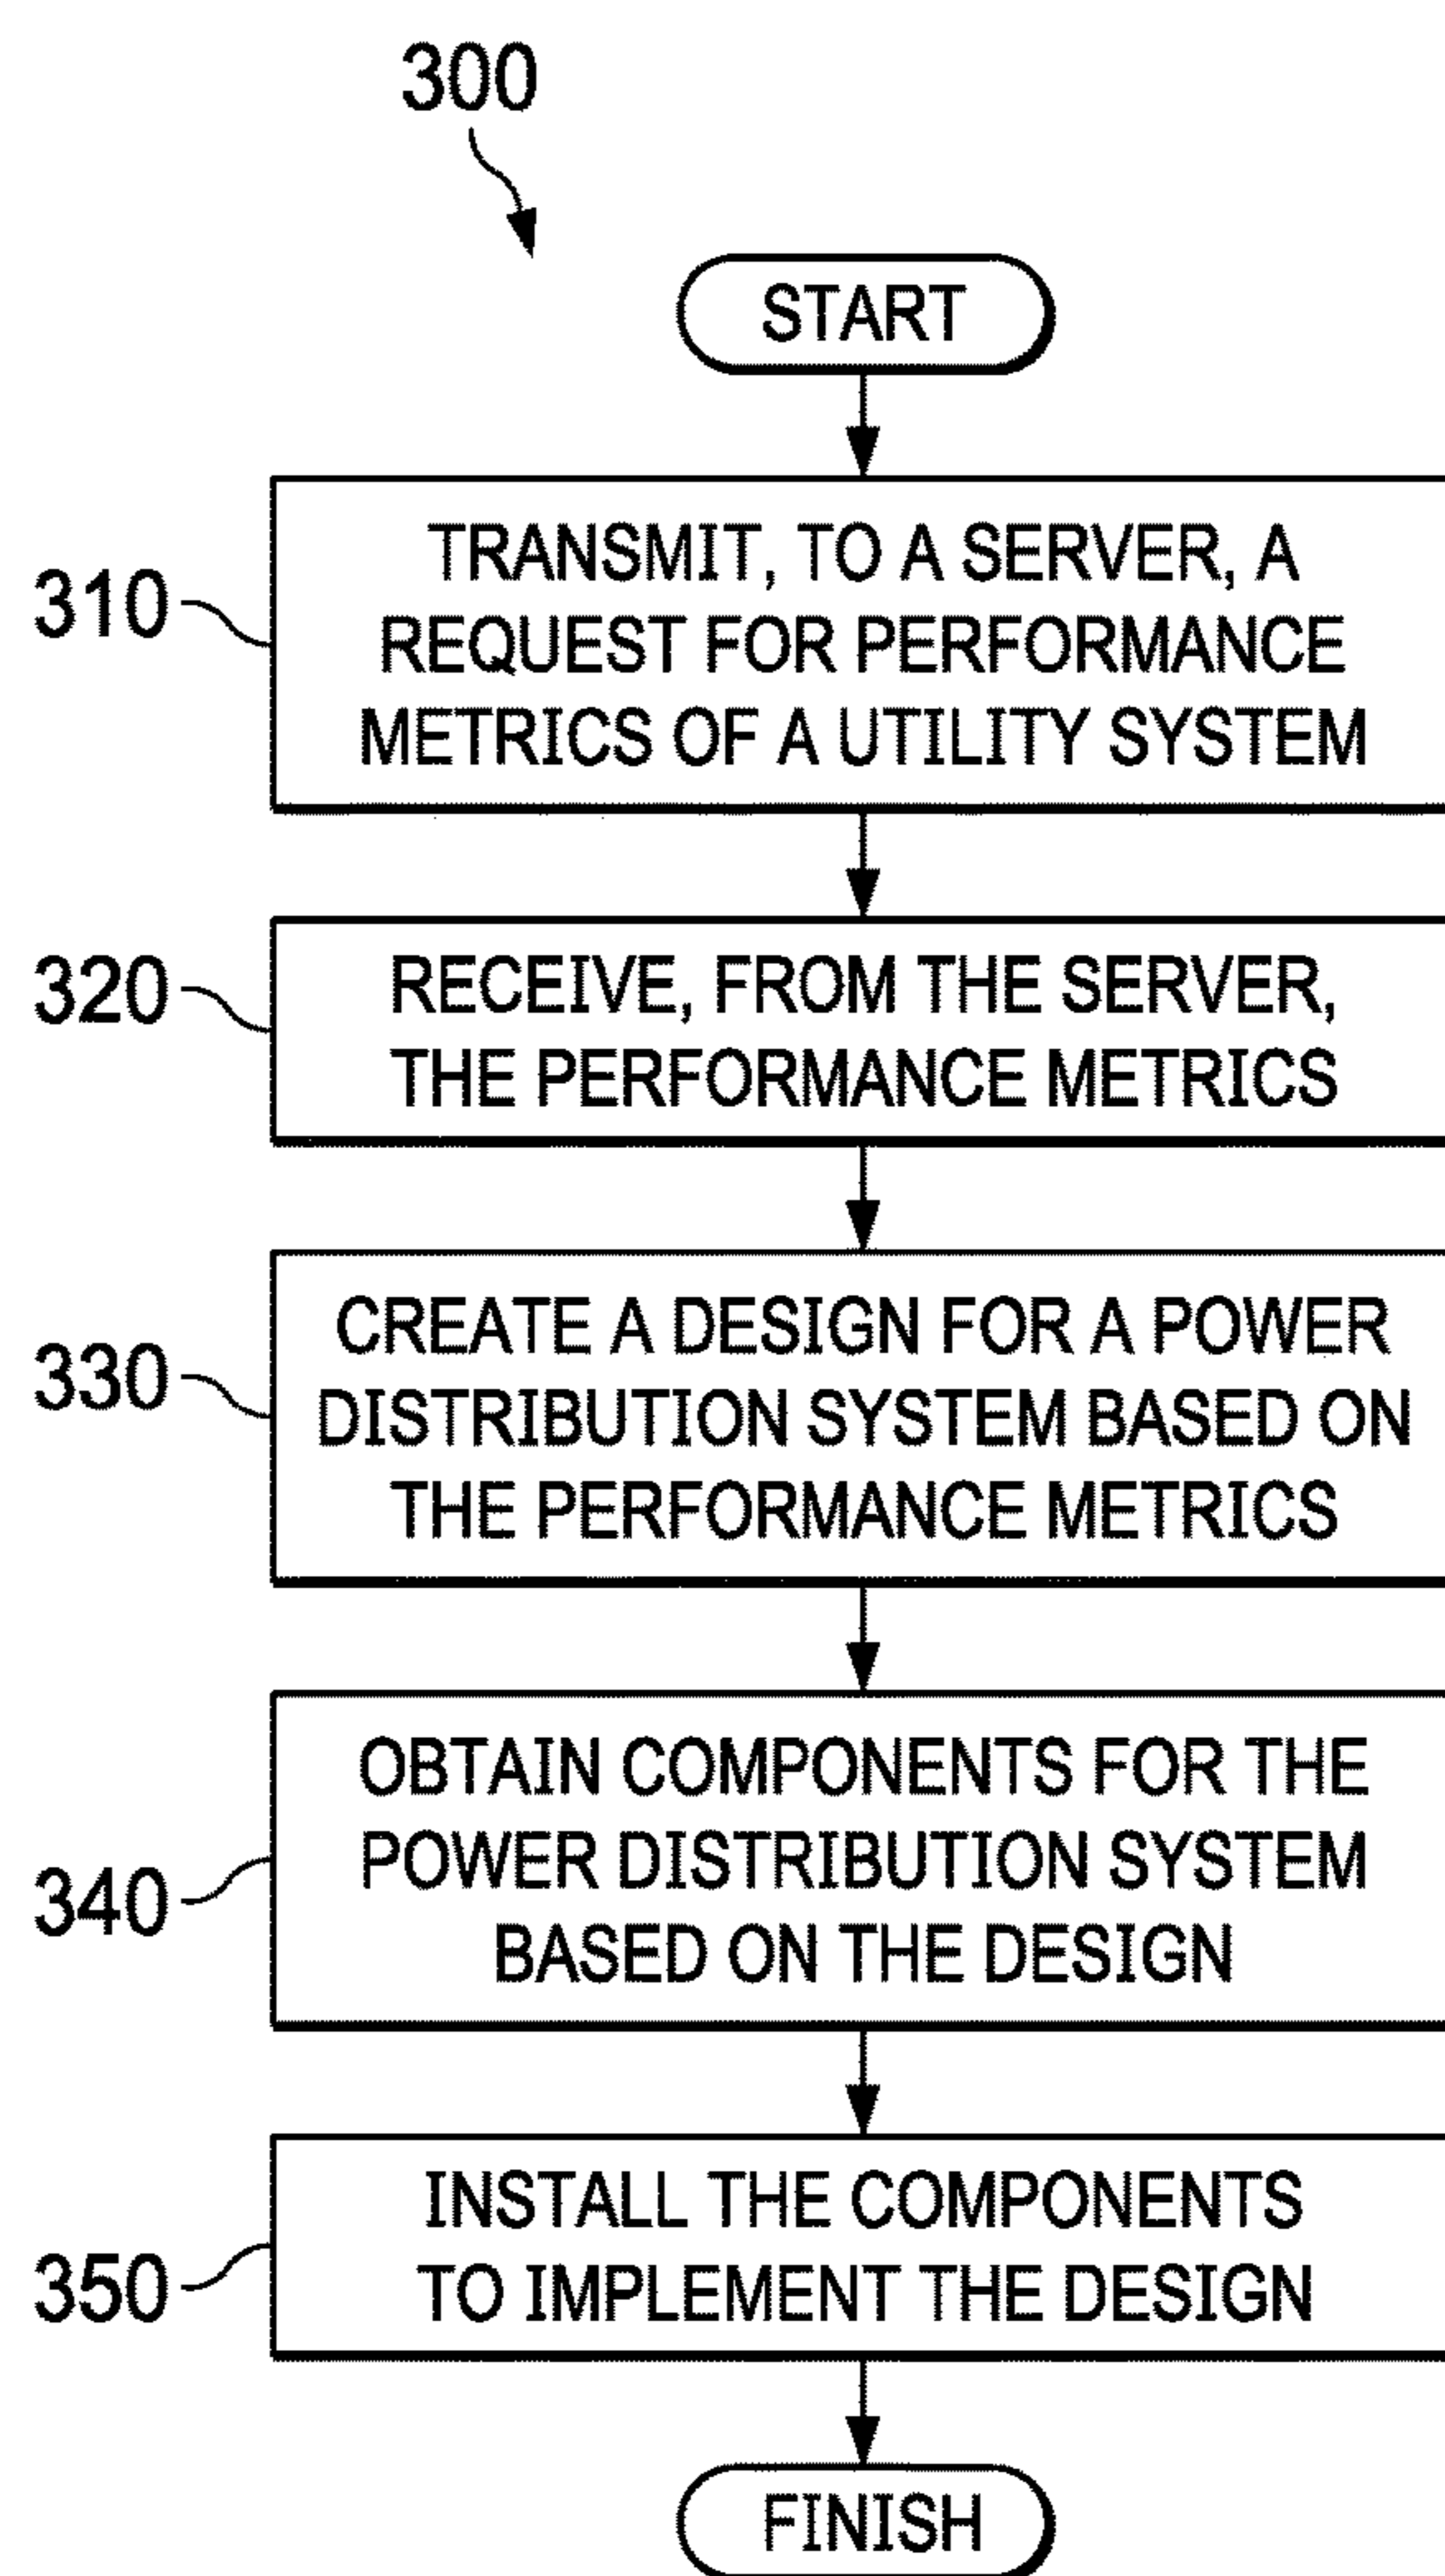 300
START
310
TRANSMIT, TO A SERVER, A
REQUEST FOR PERFORMANCE
METRICS OF A UTILITY SYSTEM
320
RECEIVE, FROM THE SERVER,
THE PERFORMANCE METRICS
330
CREATE A DESIGN FOR A POWER
DISTRIBUTION SYSTEM BASED ON
THE PERFORMANCE METRICS
340
OBTAIN COMPONENTS FOR THE
POWER DISTRIBUTION SYSTEM
BASED ON THE DESIGN
350
INSTALL THE COMPONENTS
TO IMPLEMENT THE DESIGN
FINISH